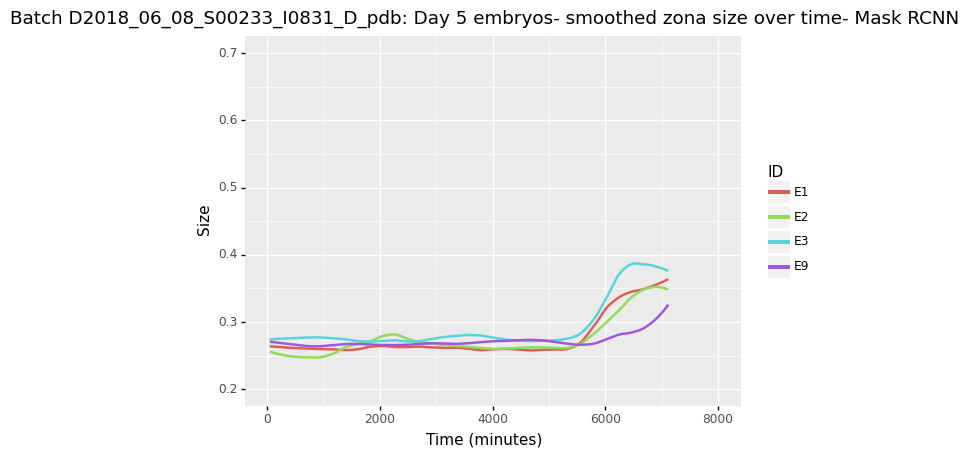 Batch D2018_06_08_S00233_I0831_D_pdb: Day 5 embryos- smoothed zona size over time- Mask RCNN
0.7
0.6
0.5
0.4
0.3
0.2
Size
0 2000 4000 6000 8000
Time (minutes)
ID
E1
E2
E3
E9